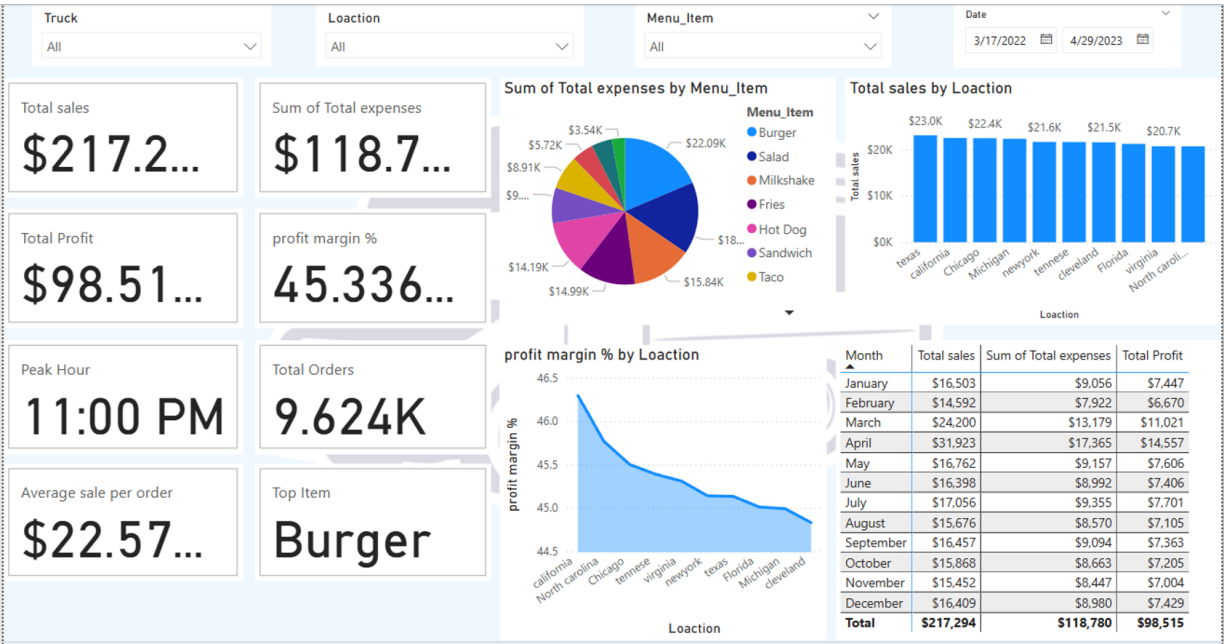 Truck
All
Loaction
All
Menu_Item
All
Date
3/17/2022 4/29/2023
Total sales
$217.2...
Sum of Total expenses
$118.7...
Total Profit
$98.51...
profit margin %
45.336...
Peak Hour
11:00 PM
Total Orders
9.624K
Average sale per order
$22.57...
Top Item
Burger
Sum of Total expenses by Menu_Item
$22.09K
$18...
$15.84K
$14.99K
$14.19K
$9....
$8.91K
$5.72K
$3.54K
Menu_Item
Burger
Salad
Milkshake
Fries
Hot Dog
Sandwich
Taco
Total sales by Loaction
Total sales
$20K
$10K
$0K
$23.0K $22.4K $21.6K $21.5K $20.7K
texas california Chicago Michigan newyork tennese cleveland Florida virginia North caroli...
Loaction
profit margin % by Loaction
profit margin %
46.5
46.0
45.5
45.0
44.5
california North carolina Chicago tennese virginia newyork texas Florida Michigan cleveland
Loaction
Month Total sales Sum of Total expenses Total Profit
January $16,503 $9,056 $7,447
February $14,592 $7,922 $6,670
March $24,200 $13,179 $11,021
April $31,923 $17,365 $14,557
May $16,762 $9,157 $7,606
June $16,398 $8,992 $7,406
July $17,056 $9,355 $7,701
August $15,676 $8,570 $7,105
September $16,457 $9,094 $7,363
October $15,868 $8,663 $7,205
November $15,452 $8,447 $7,004
December $16,409 $8,980 $7,429
Total $217,294 $118,780 $98,515